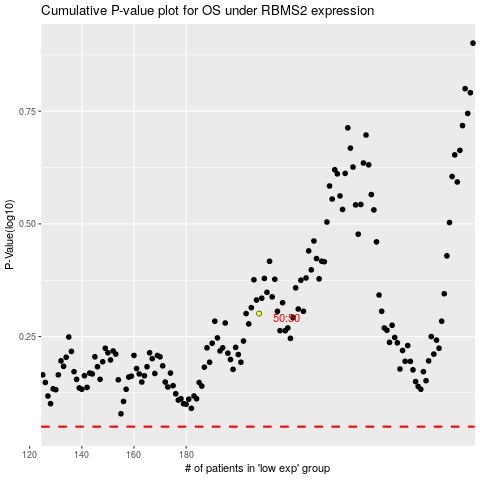 Cumulative P-value plot for OS under RBMS2 expression
P-Value(log10)
0.75
0.50
0.25
50:50
120 140 160 180
# of patients in 'low exp' group